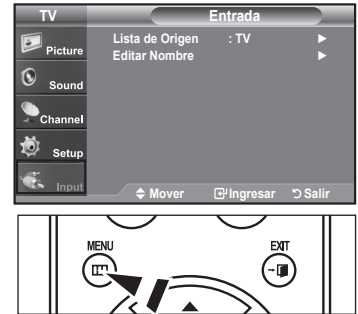 TV Entrada
Lista de Origen : TV ►
Editar Nombre ►
Picture
Sound
Channel
Setup
Input
Mover Ingresar Salir
MENU EXIT